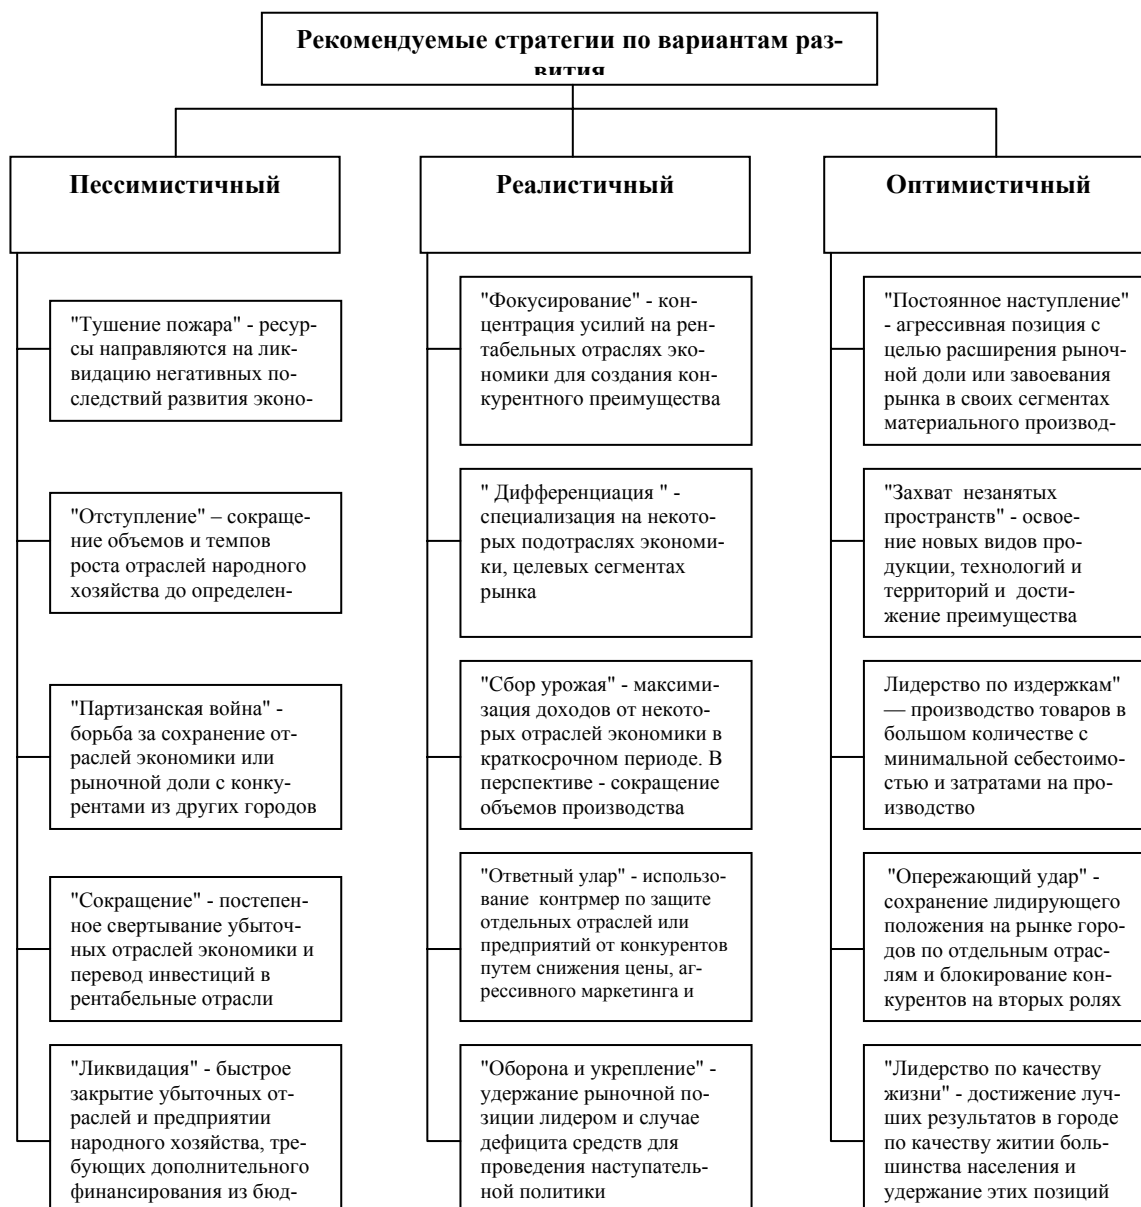 Рекомендуемые стратегии по вариантам раз-
вития
Пессимистичный
"Тушение пожара" - ресур-
сы направляются на лик-
видацию негативных по-
следствий развития эконо-
"Отступление" – сокраще-
ние объемов и темпов
роста отраслей народного
хозяйства до определен-
"Партизанская война" -
борьба за сохранение от-
раслей экономики или
рыночной доли с конку-
рентами из других городов
"Сокращение" - постепен-
ное свертывание убыточ-
ных отраслей экономики и
перевод инвестиций в
рентабельные отрасли
"Ликвидация" - быстрое
закрытие убыточных от-
раслей и предприятии
народного хозяйства, тре-
бующих дополнительного
финансирования из бюд-
Реалистичный
"Фокусирование" - кон-
центрация усилий на рен-
табельных отраслях эко-
номики для создания кон-
курентного преимущества
" Дифференциация " -
специализация на некото-
рых подотраслях экономи-
ки, целевых сегментах
рынка
"Сбор урожая" - максими-
зация доходов от некото-
рых отраслей экономики в
краткосрочном периоде. В
перспективе - сокращение
объемов производства
"Ответный улар" - использо-
вание контрмер по защите
отдельных отраслей или
предприятий от конкурентов
путем снижения цены, аг-
рессивного маркетинга и
"Оборона и укрепление" -
удержание рыночной по-
зиции лидером и случае
дефицита средств для
проведения наступатель-
ной политики
Оптимистичный
"Постоянное наступление"
- агрессивная позиция с
целью расширения рыноч-
ной доли или завоевания
рынка в своих сегментах
материального производ-
"Захват незанятых
пространств" - освое-
ние новых видов про-
дукции, технологий и
территорий и дости-
жение преимущества
Лидерство по издержкам"
— производство товаров в
большом количестве с
минимальной себестоимо-
стью и затратами на про-
изводство
"Опережающий удар" -
сохранение лидирующего
положения на рынке горо-
дов по отдельным отрас-
лям и блокирование кон-
курентов на вторых ролях
"Лидерство по качеству
жизни" - достижение луч-
ших результатов в городе
по качеству житии боль-
шинства населения и
удержание этих позиций